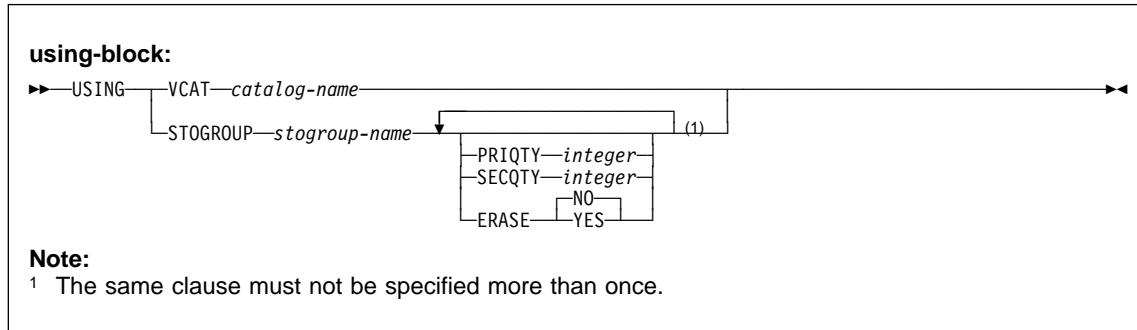 using-block:
USING VCAT catalog-name
STOGROUP stogroup-name (1)
PRIQTY integer
SECQTY integer
NO
ERASE YES
Note:
1 The same clause must not be specified more than once.